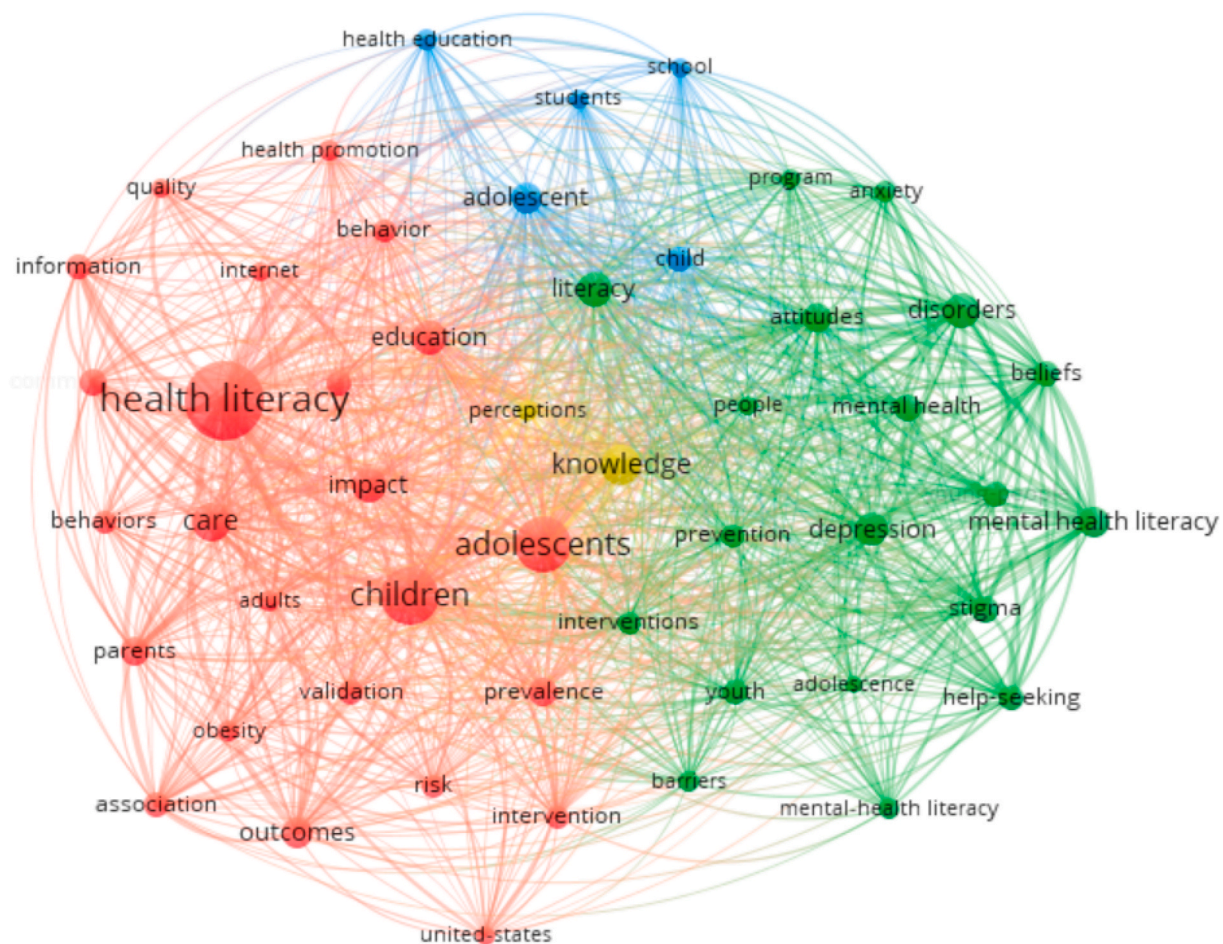 health education
school
students
health promotion
program
quality
anxiety
adolescent
behavior
child
information
internet
literacy
disorders
attitudes
education
beliefs
health literacy
perceptions
people
mental health
knowledge
impact
behaviors
care
mental health literacy
depression
prevention
adolescents
children
adults
stigma
interventions
parents
validation
prevalence
youth
adolescence
help-seeking
obesity
barriers
risk
association
intervention
mental-health literacy
outcomes
united-states